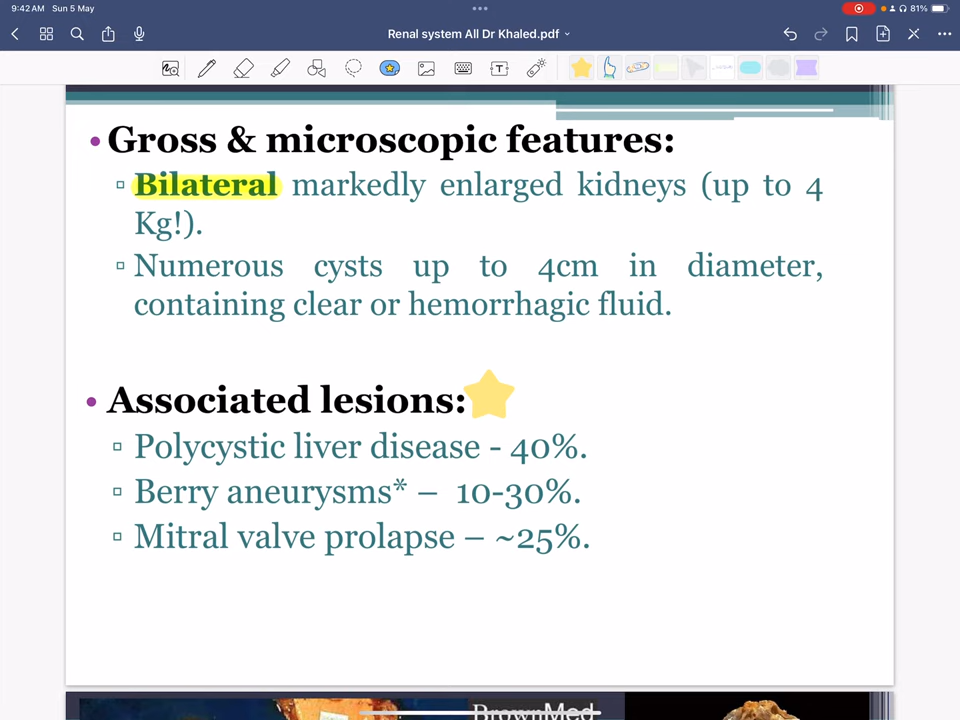 9:42 AM Sun 5 May
81%
Renal system All Dr Khaled.pdf
Gross & microscopic features:
Bilateral markedly enlarged kidneys (up to 4
Kg!).
Numerous cysts up to 4cm in diameter,
containing clear or hemorrhagic fluid.
Associated lesions:
Polycystic liver disease - 40%.
Berry aneurysms* – 10-30%.
Mitral valve prolapse – ~25%.
BrownMed